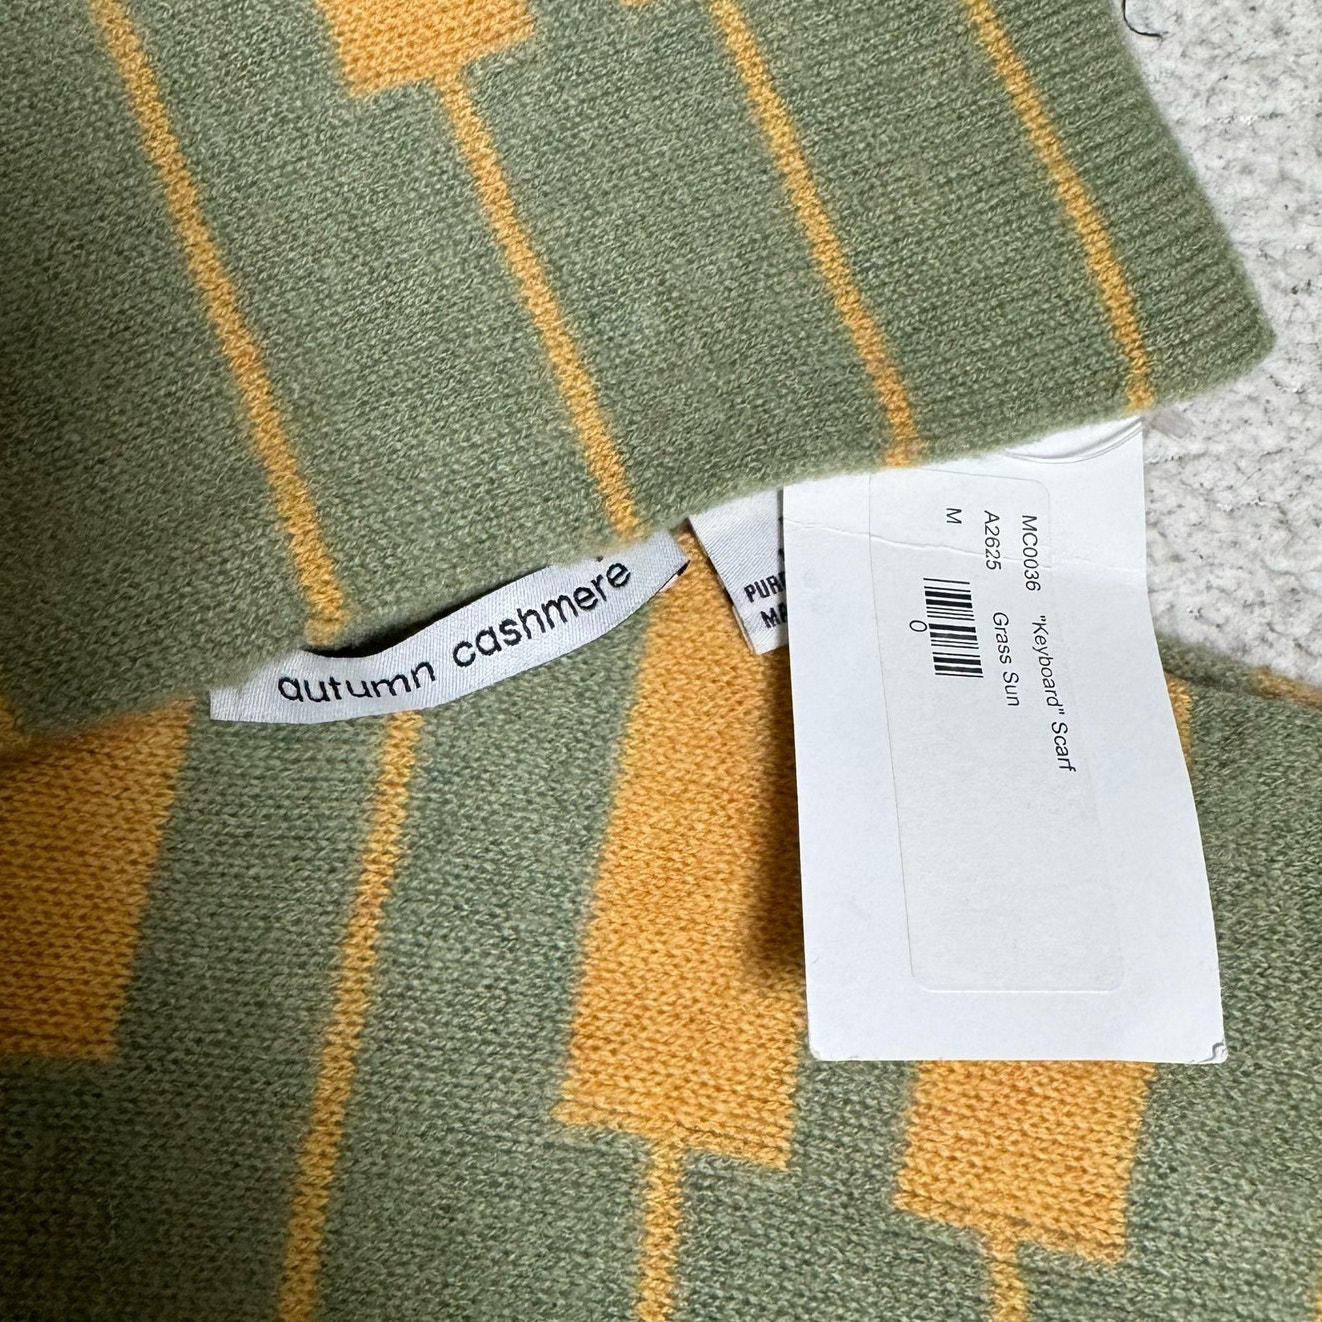 autumn cashmere
MC0036 "Keyboard" Scarf
A2625 Grass Sun
M
0